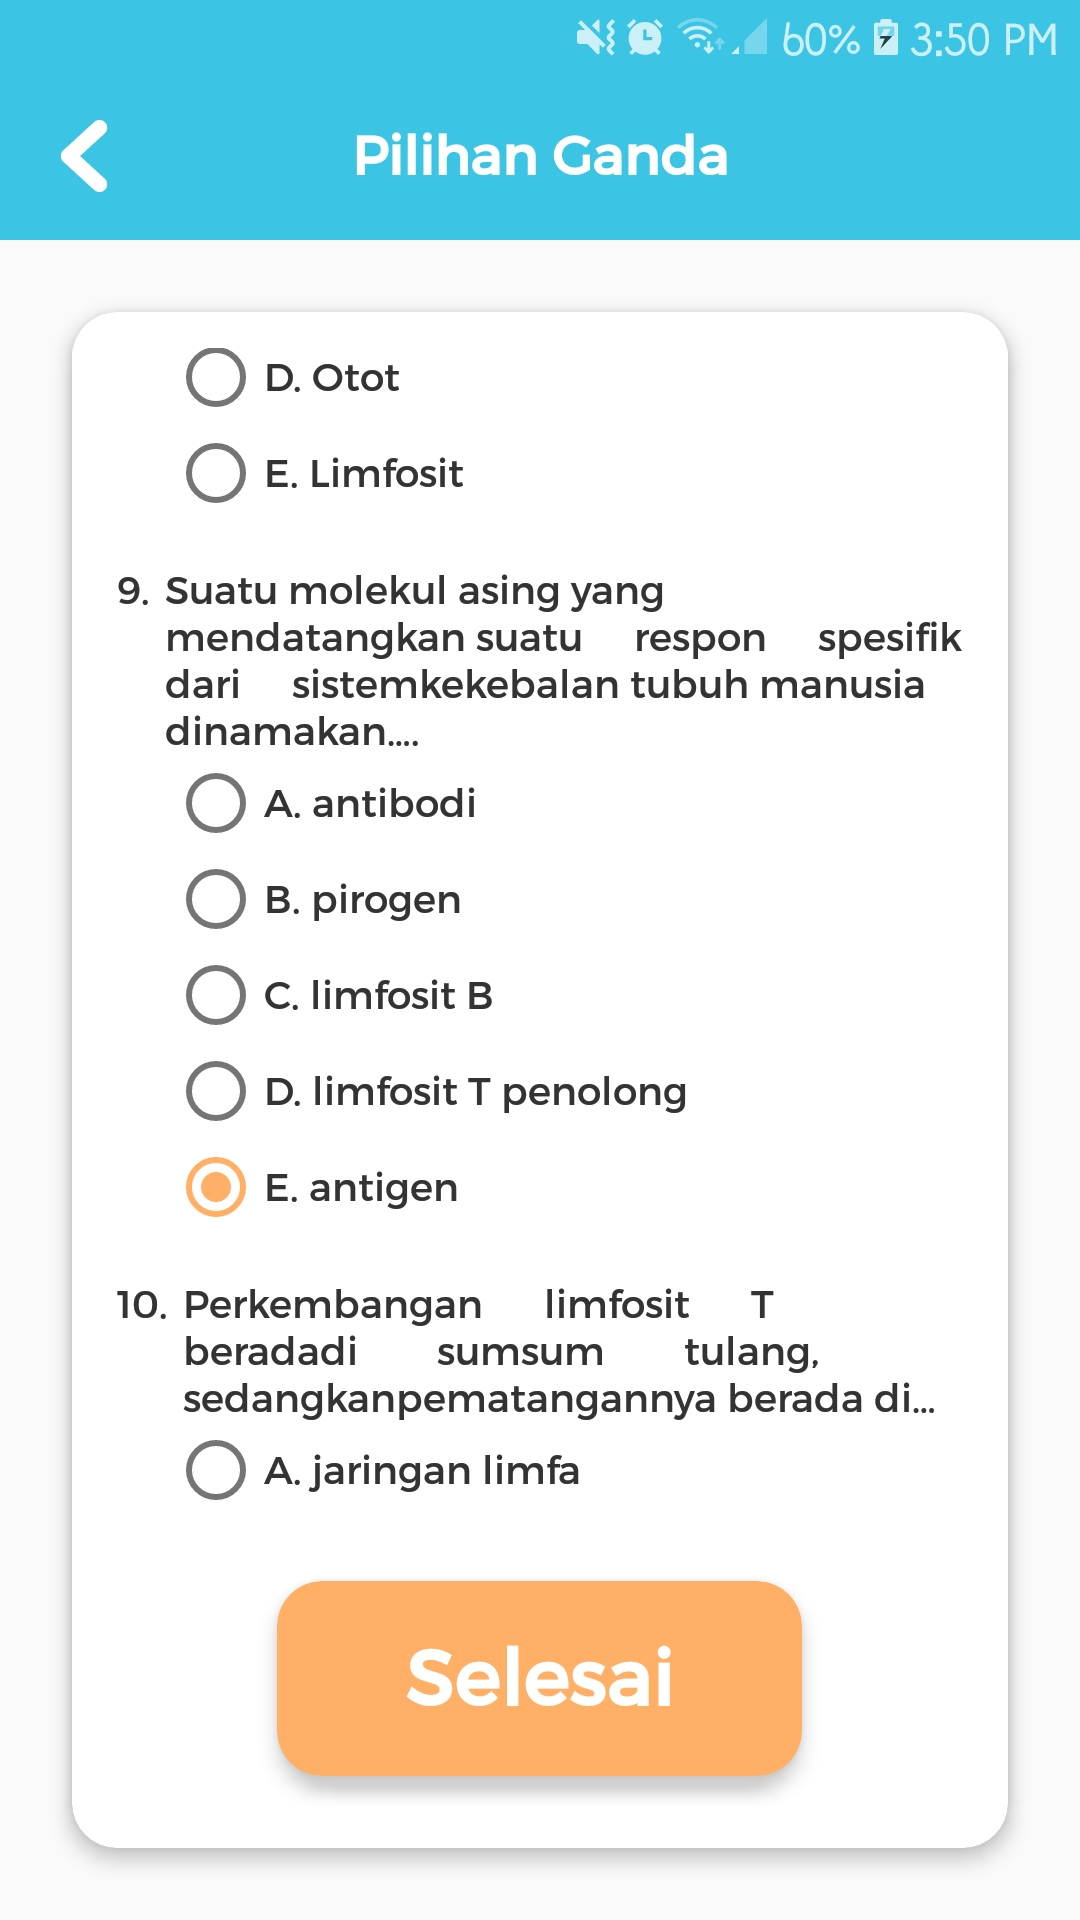 60% 3:50 PM
Pilihan Ganda
D. Otot
E. Limfosit
9. Suatu molekul asing yang
mendatangkan suatu respon spesifik
dari sistemkekebalan tubuh manusia
dinamakan....
A. antibodi
B. pirogen
C. limfosit B
D. limfosit T penolong
E. antigen
10. Perkembangan limfosit T
beradadi sumsum tulang,
sedangkanpematangannya berada di...
A. jaringan limfa
Selesai